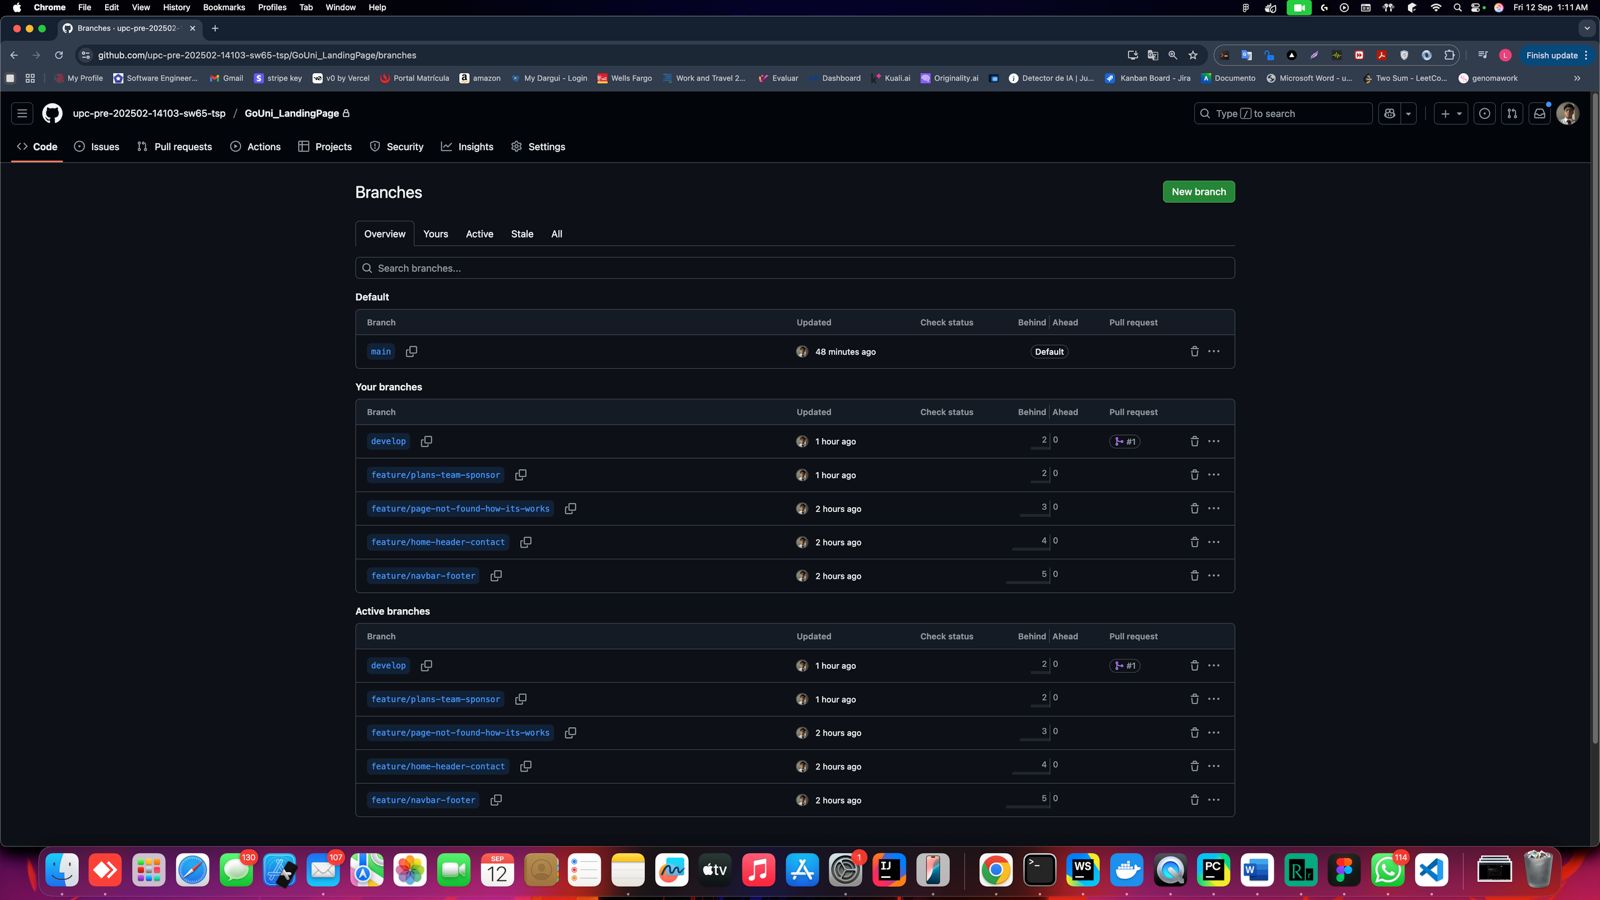 Chrome File Edit View History Bookmarks Profiles Tab Window Help Fri 12 Sep 1:11 AM
Branches · upc-pre-202502-
github.com/upc-pre-202502-14103-sw65-tsp/GoUni_LandingPage/branches Finish update
My Profile Software Engineer... Gmail stripe key v0 by Vercel Portal Matrícula amazon My Dargui - Login Wells Fargo Work and Travel 2... Evaluar Dashboard Kuali.ai Originality.ai Detector de IA | Ju... Kanban Board - Jira Documento Microsoft Word - u... Two Sum - LeetCo... genomawork
upc-pre-202502-14103-sw65-tsp / GoUni_LandingPage Type / to search
Code Issues Pull requests Actions Projects Security Insights Settings
Branches New branch
Overview Yours Active Stale All
Search branches...
Default
Branch Updated Check status Behind Ahead Pull request
main 48 minutes ago Default
Your branches
Branch Updated Check status Behind Ahead Pull request
develop 1 hour ago 2 0 #1
feature/plans-team-sponsor 1 hour ago 2 0
feature/page-not-found-how-its-works 2 hours ago 3 0
feature/home-header-contact 2 hours ago 4 0
feature/navbar-footer 2 hours ago 5 0
Active branches
Branch Updated Check status Behind Ahead Pull request
develop 1 hour ago 2 0 #1
feature/plans-team-sponsor 1 hour ago 2 0
feature/page-not-found-how-its-works 2 hours ago 3 0
feature/home-header-contact 2 hours ago 4 0
feature/navbar-footer 2 hours ago 5 0
130 107 SEP 12 tv 1 IJ WS PC W Rr 114